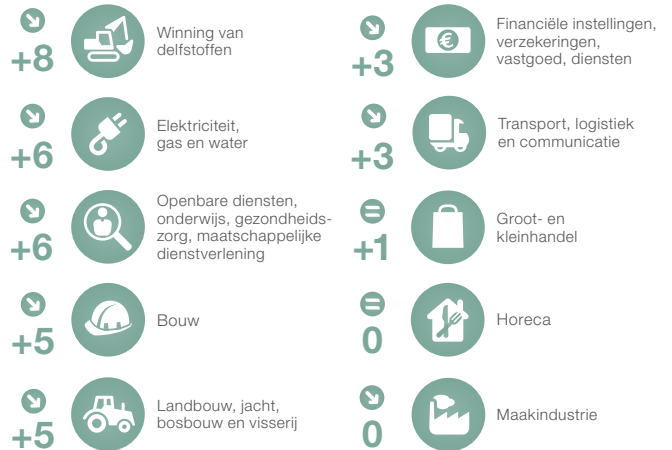 +8
Winning van
delfstoffen
+6
Elektriciteit,
gas en water
+6
Openbare diensten,
onderwijs, gezondheids-
zorg, maatschappelijke
dienstverlening
+5
Bouw
+5
Landbouw, jacht,
bosbouw en visserij
+3
€
Financiële instellingen,
verzekeringen,
vastgoed, diensten
+3
Transport, logistiek
en communicatie
=
+1
Groot- en
kleinhandel
=
0
Horeca
0
Maakindustrie